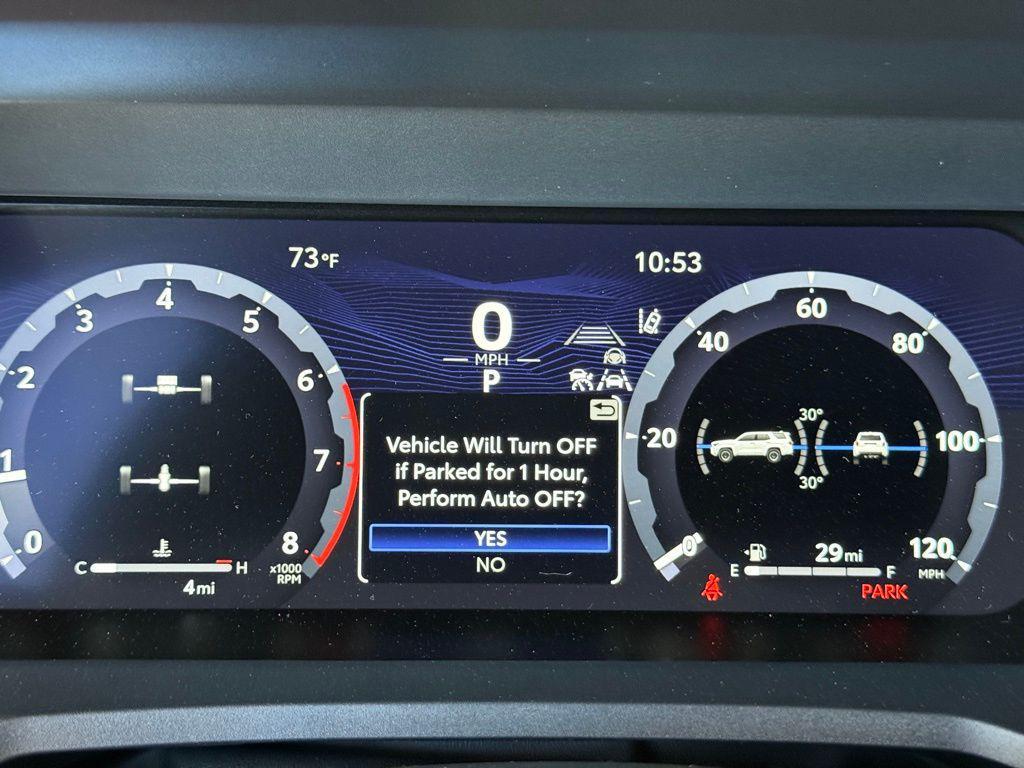 73°F
10:53
0
MPH
P
0
1
2
3
4
5
6
7
8
x1000
RPM
C
H
4mi
Vehicle Will Turn OFF
if Parked for 1 Hour,
Perform Auto OFF?
YES
NO
0
20
40
60
80
100
120
MPH
30°
30°
29mi
E
F
PARK